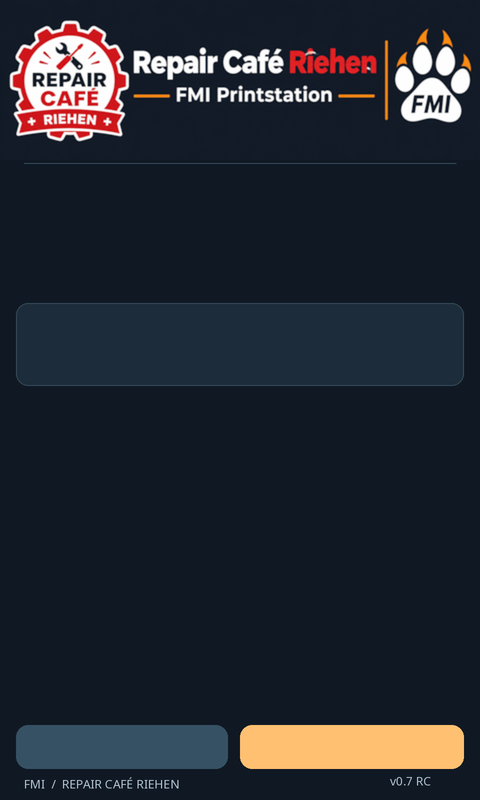 REPAIR
CAFÉ
RIEHEN
Repair Café Riehen
FMI Printstation
FMI
FMI / REPAIR CAFÉ RIEHEN
v0.7 RC